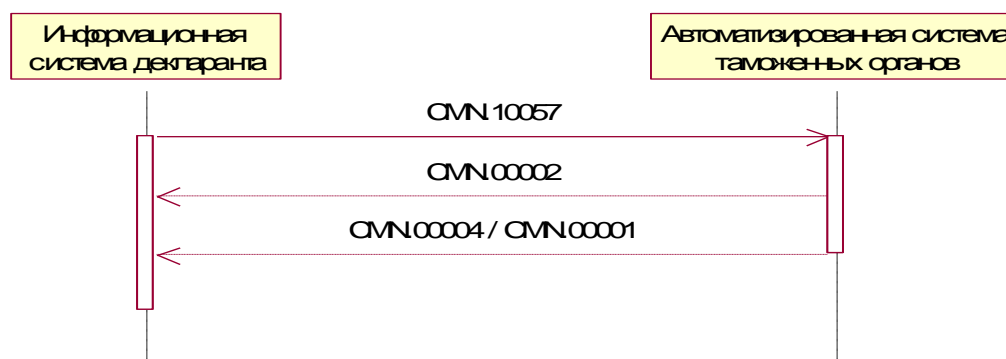 Информационная
система декларанта
Автоматизированная система
таможенных органов
CMN.10057
CMN.00002
CMN.00004 / CMN.00001